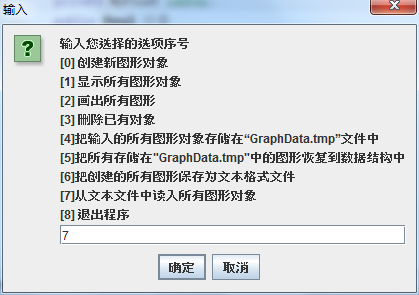 输入
输入您选择的选项序号
[0] 创建新图形对象
[1] 显示所有图形对象
[2] 画出所有图形
[3] 删除已有对象
[4]把输入的所有图形对象存储在“GraphData.tmp”文件中
[5]把所有存储在"GraphData.tmp"中的图形恢复到数据结构中
[6]把创建的所有图形保存为文本格式文件
[7]从文本文件中读入所有图形对象
[8] 退出程序
7
确定 取消